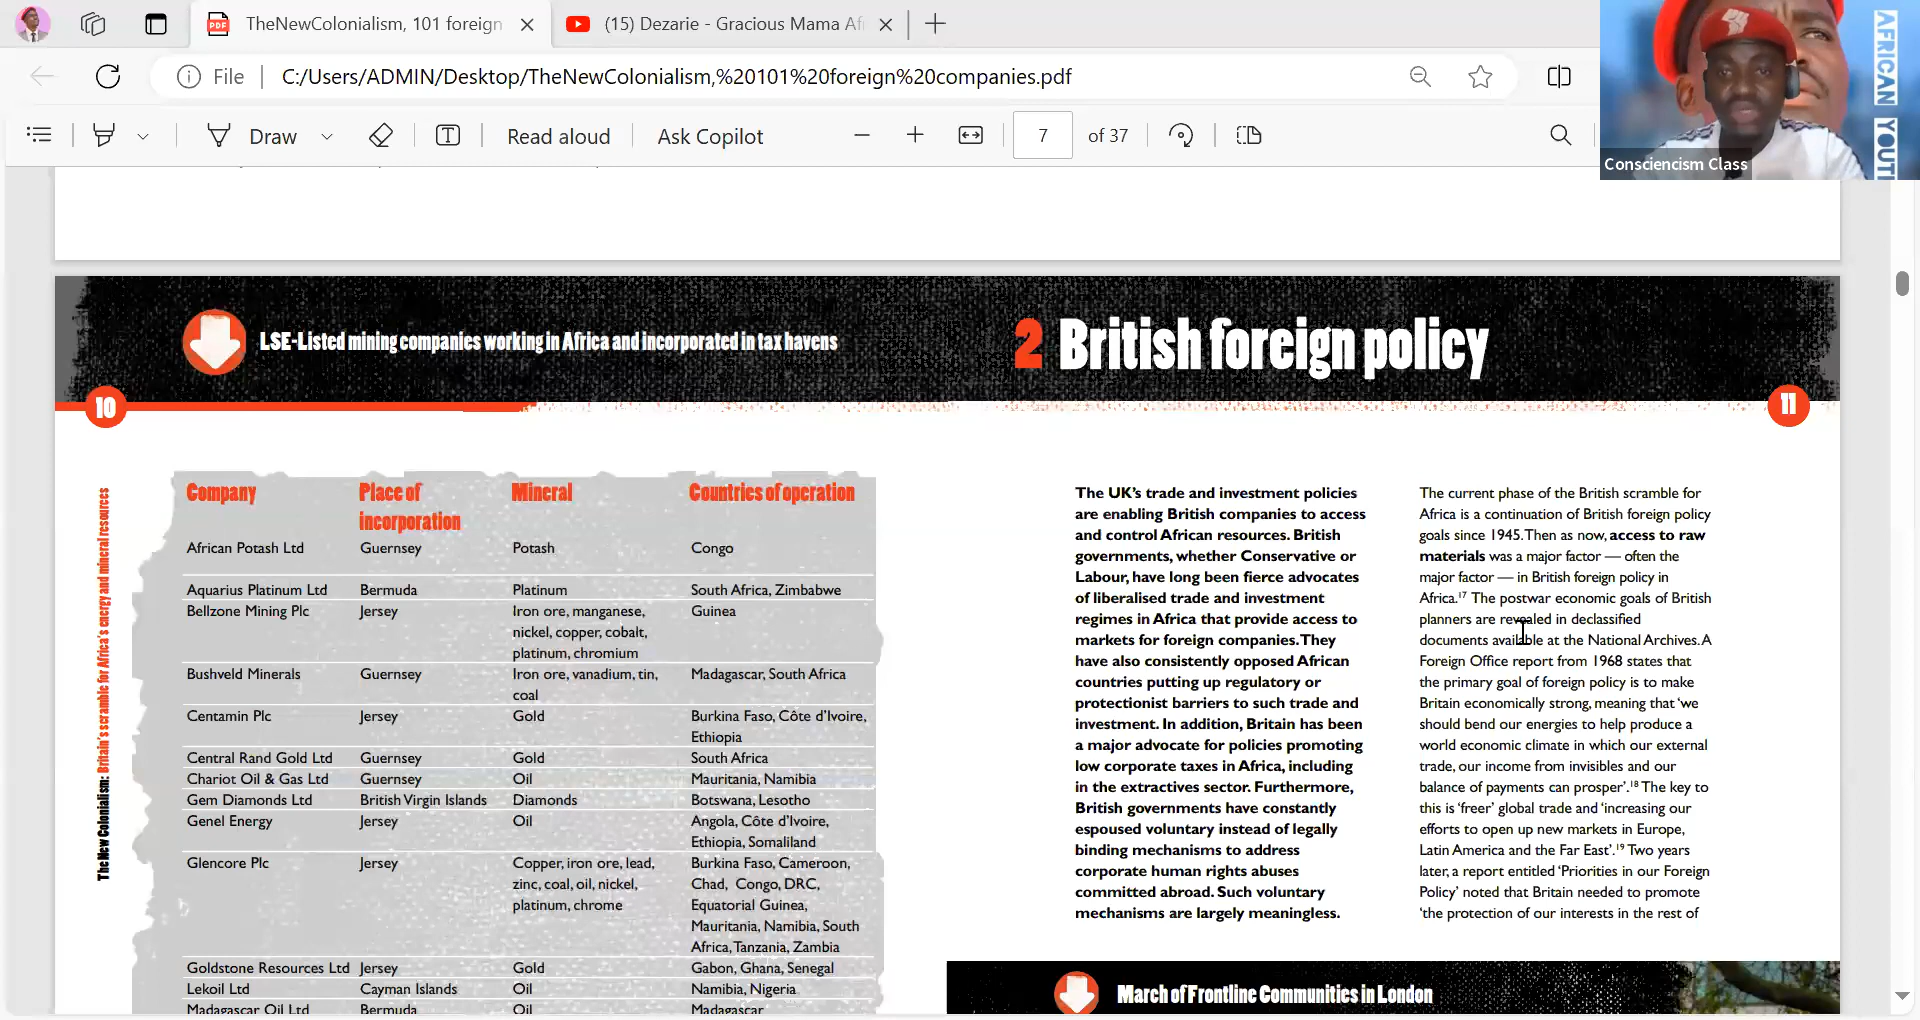 TheNewColonialism, 101 foreign
(15) Dezarie - Gracious Mama Af
File
C:/Users/ADMIN/Desktop/TheNewColonialism,%20101%20foreign%20companies.pdf
Draw
Read aloud
Ask Copilot
7
of 37
AFRICAN YOUT
Consciencism Class
LSE-Listed mining companies working in Africa and incorporated in tax havens
10
The New Colonialism: Britain's scramble for Africa's energy and mineral resources
Company Place of incorporation Mineral Countries of operation
African Potash Ltd Guernsey Potash Congo
Aquarius Platinum Ltd Bermuda Platinum South Africa, Zimbabwe
Bellzone Mining Plc Jersey Iron ore, manganese, Guinea
nickel, copper, cobalt,
platinum, chromium
Bushveld Minerals Guernsey Iron ore, vanadium, tin, Madagascar, South Africa
coal
Centamin Plc Jersey Gold Burkina Faso, Côte d'Ivoire,
Ethiopia
Central Rand Gold Ltd Guernsey Gold South Africa
Chariot Oil & Gas Ltd Guernsey Oil Mauritania, Namibia
Gem Diamonds Ltd British Virgin Islands Diamonds Botswana, Lesotho
Genel Energy Jersey Oil Angola, Côte d'Ivoire,
Ethiopia, Somaliland
Glencore Plc Jersey Copper, iron ore, lead, Burkina Faso, Cameroon,
zinc, coal, oil, nickel, Chad, Congo, DRC,
platinum, chrome Equatorial Guinea,
Mauritania, Namibia, South
Africa, Tanzania, Zambia
Goldstone Resources Ltd Jersey Gold Gabon, Ghana, Senegal
Lekoil Ltd Cayman Islands Oil Namibia, Nigeria
Madagascar Oil Ltd Bermuda Oil Madagascar
2 British foreign policy
11
The UK's trade and investment policies
are enabling British companies to access
and control African resources. British
governments, whether Conservative or
Labour, have long been fierce advocates
of liberalised trade and investment
regimes in Africa that provide access to
markets for foreign companies. They
have also consistently opposed African
countries putting up regulatory or
protectionist barriers to such trade and
investment. In addition, Britain has been
a major advocate for policies promoting
low corporate taxes in Africa, including
in the extractives sector. Furthermore,
British governments have constantly
espoused voluntary instead of legally
binding mechanisms to address
corporate human rights abuses
committed abroad. Such voluntary
mechanisms are largely meaningless.
The current phase of the British scramble for
Africa is a continuation of British foreign policy
goals since 1945. Then as now, access to raw
materials was a major factor — often the
major factor — in British foreign policy in
Africa.17 The postwar economic goals of British
planners are revealed in declassified
documents available at the National Archives. A
Foreign Office report from 1968 states that
the primary goal of foreign policy is to make
Britain economically strong, meaning that 'we
should bend our energies to help produce a
world economic climate in which our external
trade, our income from invisibles and our
balance of payments can prosper'.18 The key to
this is 'freer' global trade and 'increasing our
efforts to open up new markets in Europe,
Latin America and the Far East'.19 Two years
later, a report entitled 'Priorities in our Foreign
Policy' noted that Britain needed to promote
'the protection of our interests in the rest of
March of Frontline Communities in London